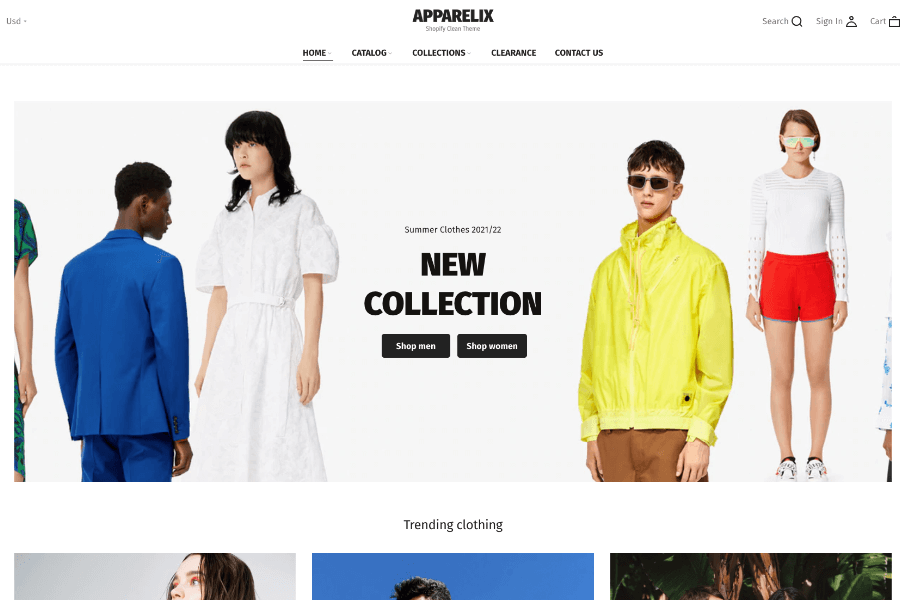 Usd
APPARELIX
Shopify Clean Theme
Search
Sign In
Cart
HOME
CATALOG
COLLECTIONS
CLEARANCE
CONTACT US
Summer Clothes 2021/22
NEW
COLLECTION
Shop men
Shop women
Trending clothing